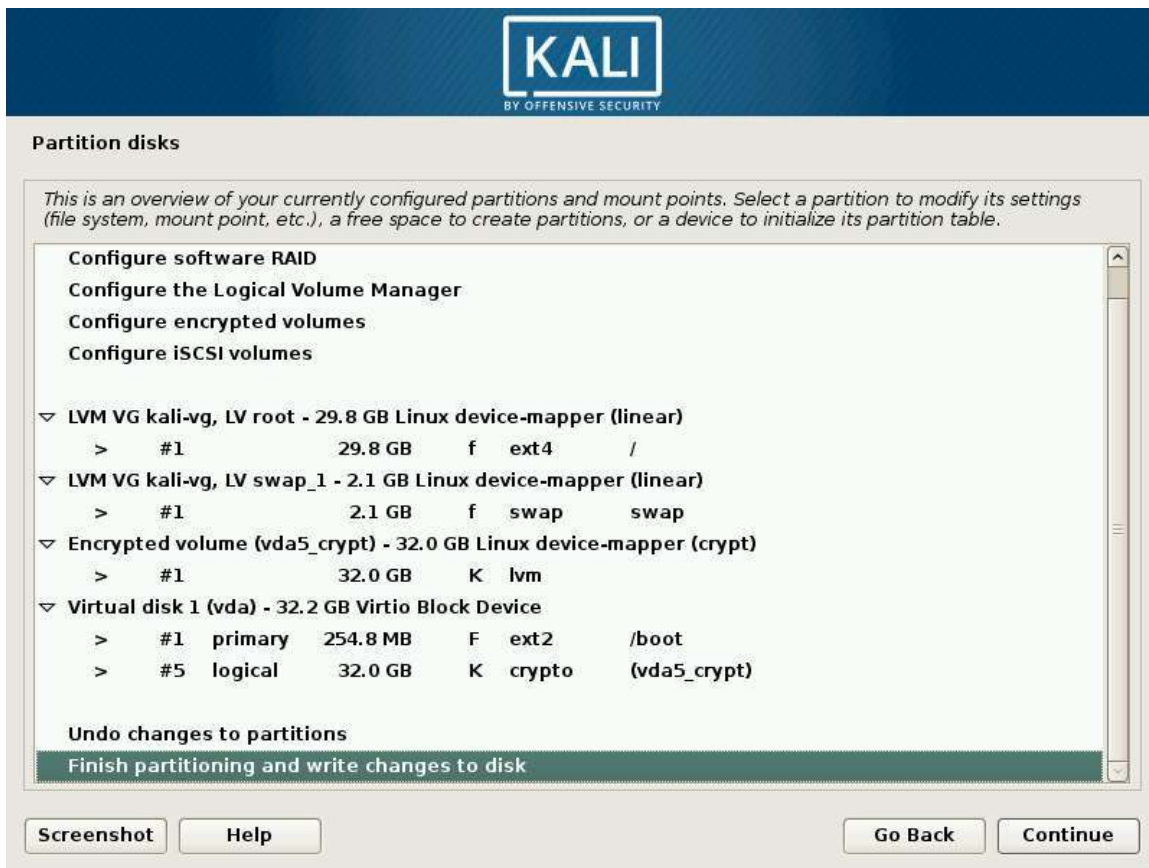 KALI
BY OFFENSIVE SECURITY
Partition disks
This is an overview of your currently configured partitions and mount points. Select a partition to modify its settings
(file system, mount point, etc.), a free space to create partitions, or a device to initialize its partition table.
Configure software RAID
Configure the Logical Volume Manager
Configure encrypted volumes
Configure iSCSI volumes
LVM VG kali-vg, LV root - 29.8 GB Linux device-mapper (linear)
> #1 29.8 GB f ext4 /
LVM VG kali-vg, LV swap_1 - 2.1 GB Linux device-mapper (linear)
> #1 2.1 GB f swap swap
Encrypted volume (vda5_crypt) - 32.0 GB Linux device-mapper (crypt)
> #1 32.0 GB K lvm
Virtual disk 1 (vda) - 32.2 GB Virtio Block Device
> #1 primary 254.8 MB F ext2 /boot
> #5 logical 32.0 GB K crypto (vda5_crypt)
Undo changes to partitions
Finish partitioning and write changes to disk
Screenshot Help Go Back Continue